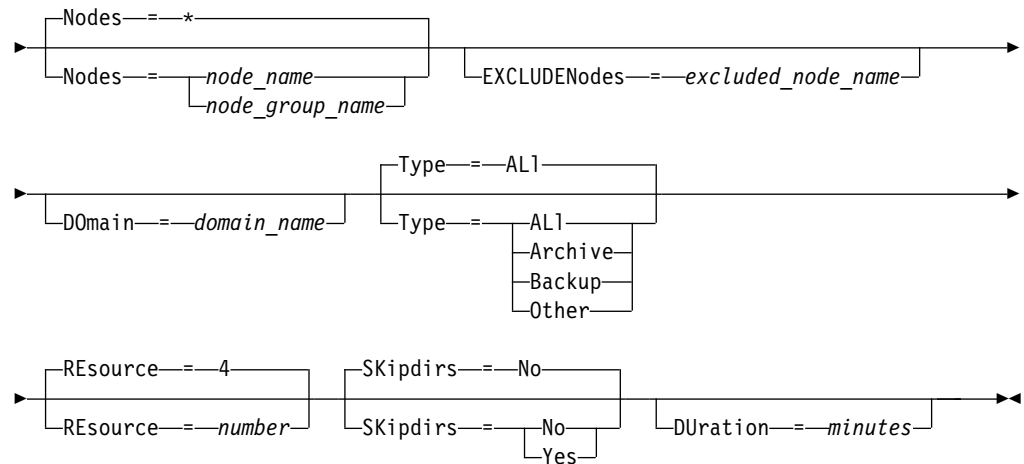 Nodes = *
Nodes = node_name
node_group_name
EXCLUDENodes = excluded_node_name
DOmain = domain_name
Type = ALl
Type = ALl
Archive
Backup
Other
REsource = 4
REsource = number
SKipdirs = No
SKipdirs = No
Yes
DUration = minutes